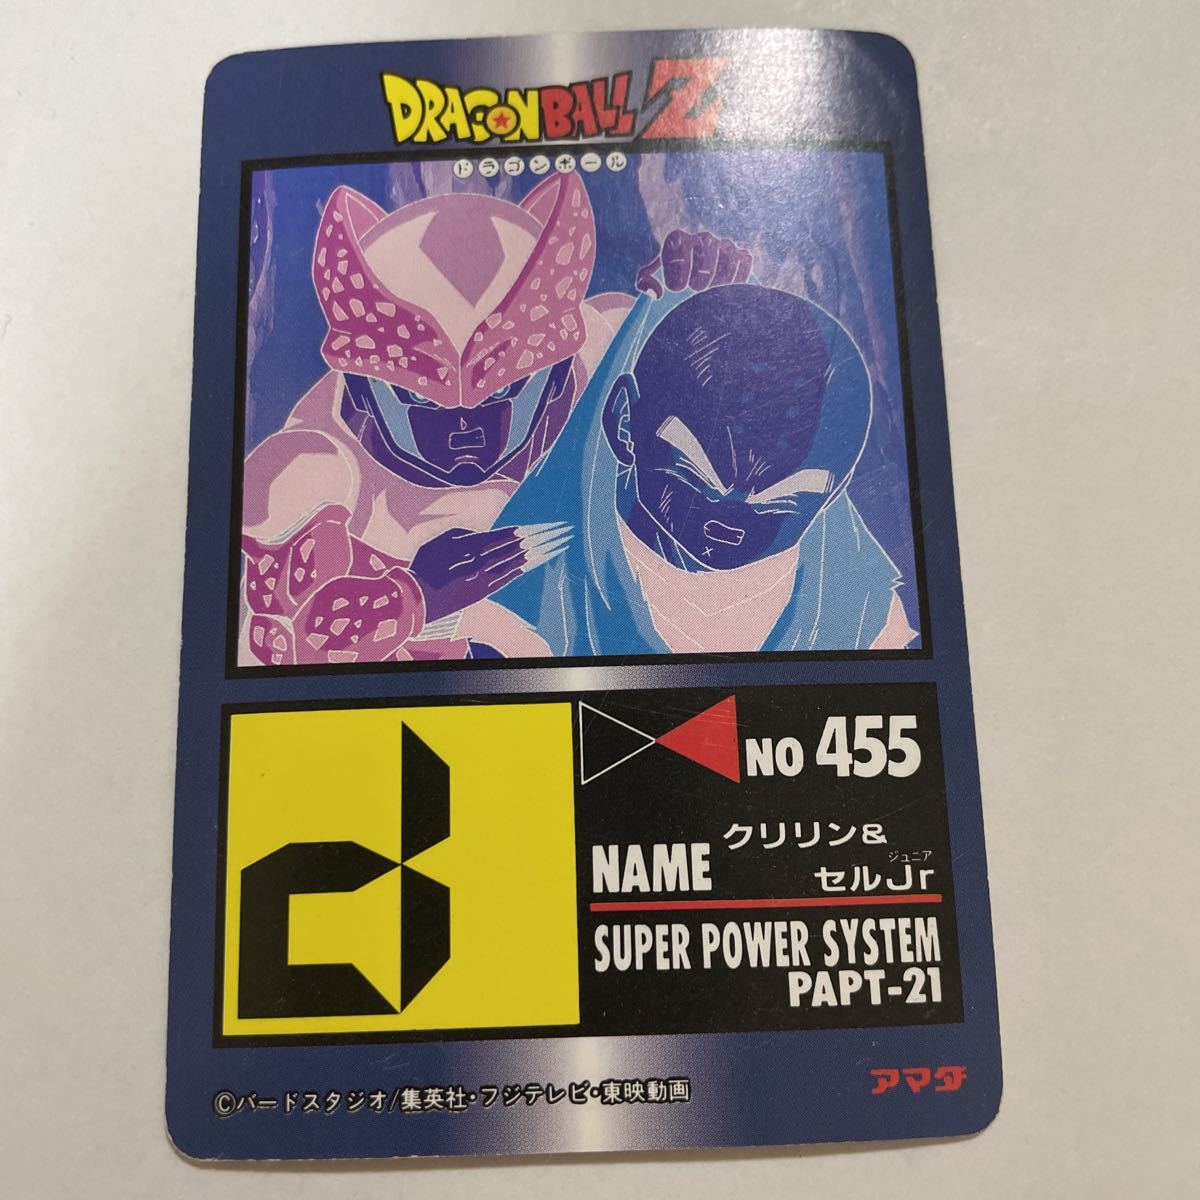 DRAGONBALL Z
ドラゴンボール
NO 455
NAME クリリン&
ジュニア
セルJr
SUPER POWER SYSTEM
PAPT-21
アマダ
©バードスタジオ/集英社・フジテレビ・東映動画